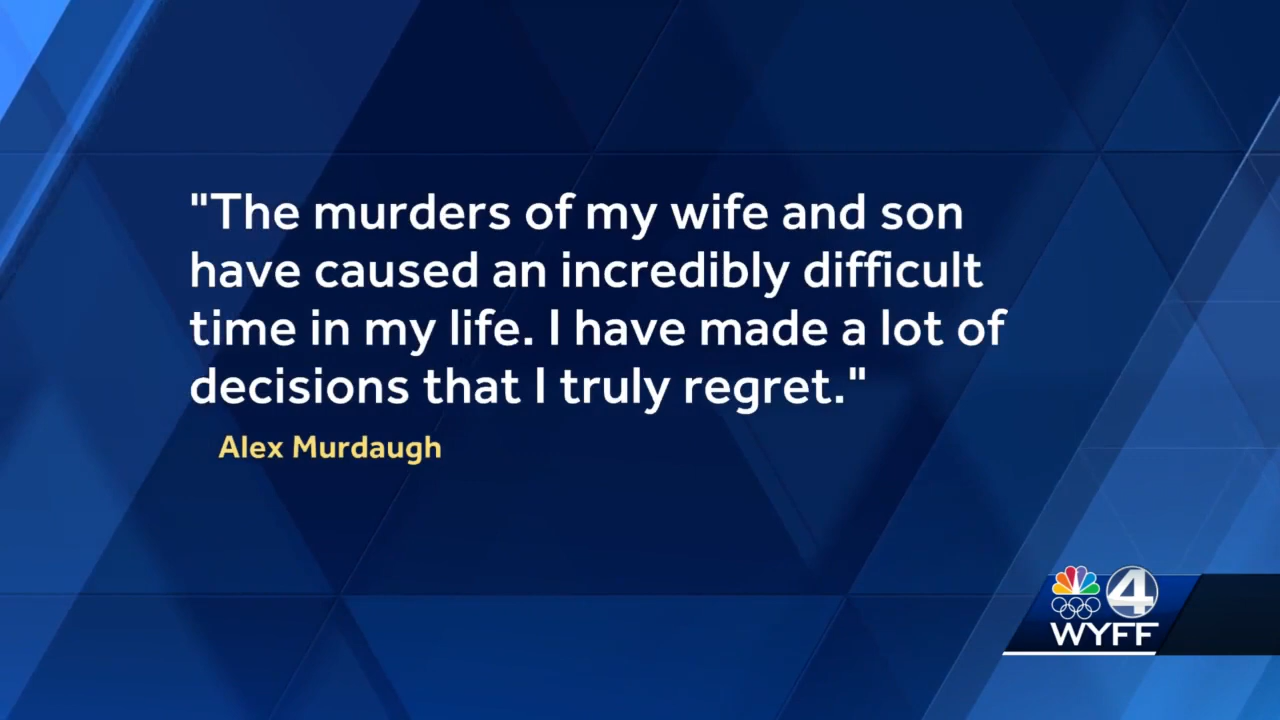 "The murders of my wife and son
have caused an incredibly difficult
time in my life. I have made a lot of
decisions that I truly regret."
Alex Murdaugh
4
WYFF